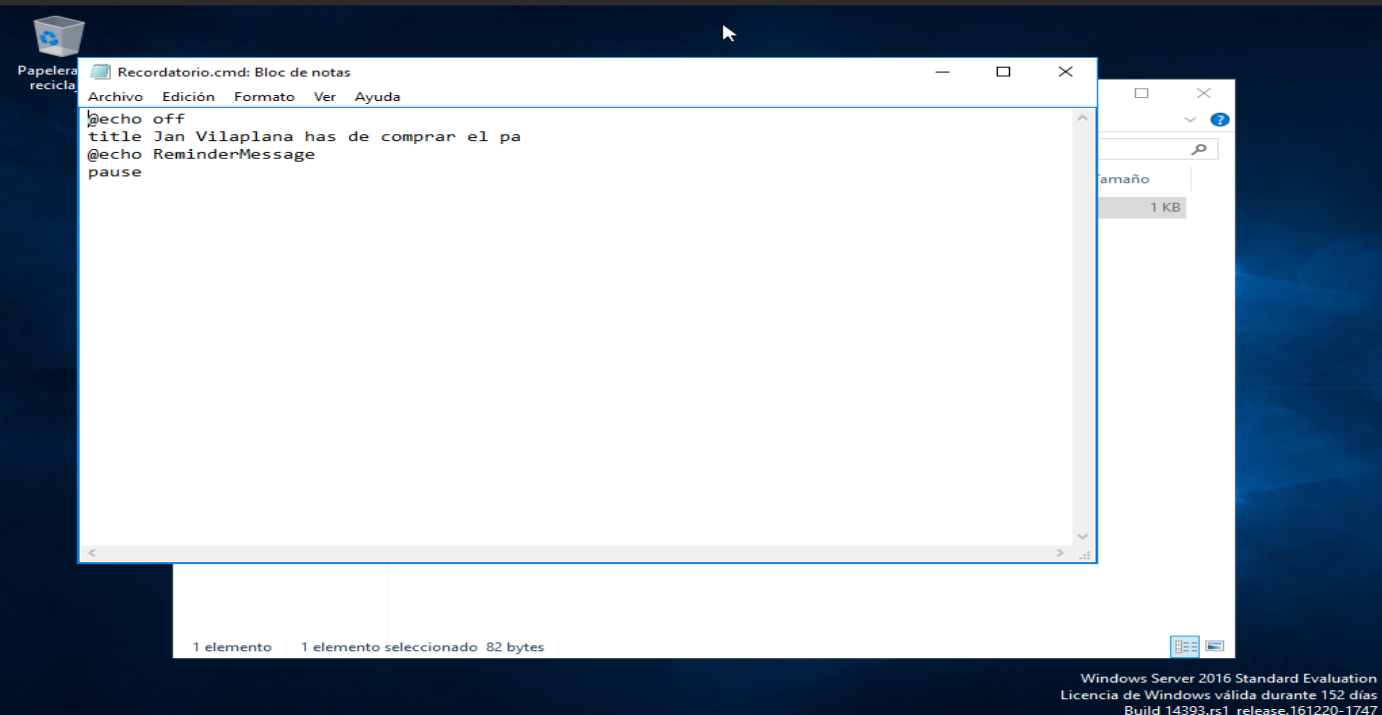 Papelera
recicla
Recordatorio.cmd: Bloc de notas
Archivo Edición Formato Ver Ayuda
@echo off
title Jan Vilaplana has de comprar el pa
@echo ReminderMessage
pause
Tamaño
1 KB
1 elemento 1 elemento seleccionado 82 bytes
Windows Server 2016 Standard Evaluation
Licencia de Windows válida durante 152 días
Build 14393.rs1_release.161220-1747